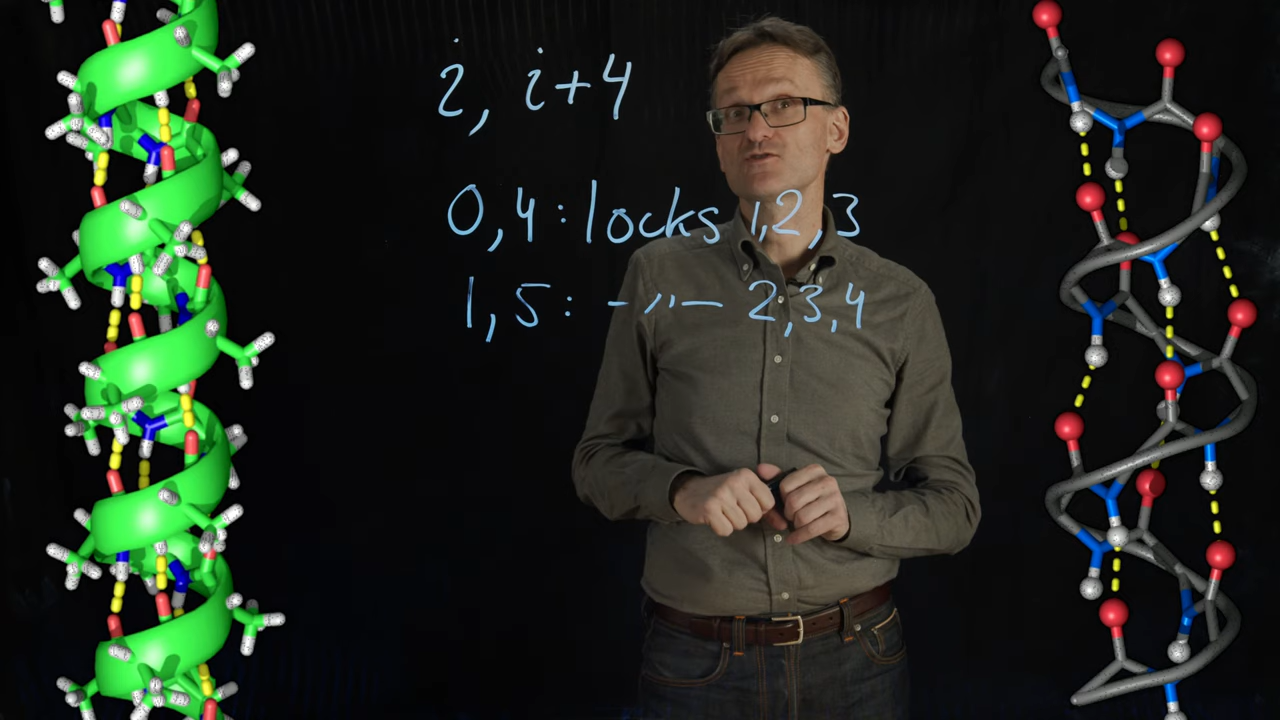 i, i+4
0,4: locks 1,2,3
1,5: -〃- 2,3,4